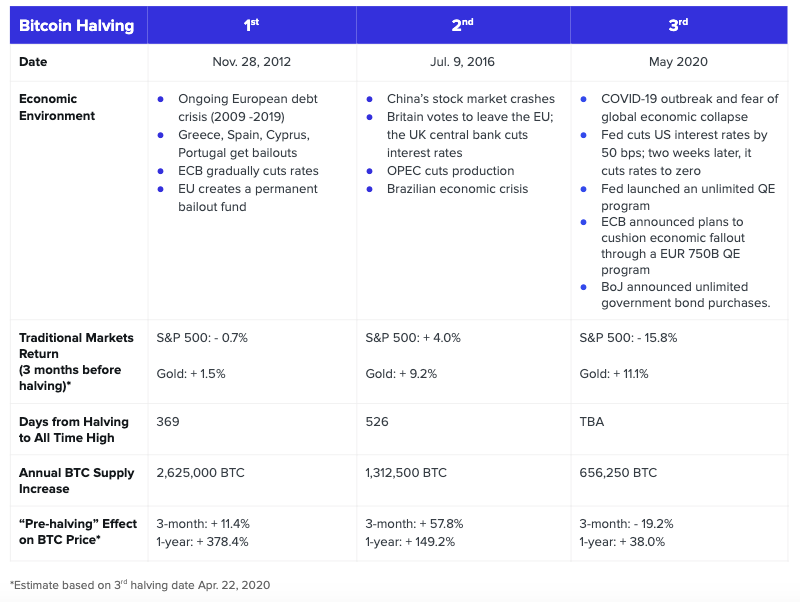 Bitcoin Halving 1st 2nd 3rd
Date Nov. 28, 2012 Jul. 9, 2016 May 2020
Economic
Environment
● Ongoing European debt
crisis (2009 -2019)
● Greece, Spain, Cyprus,
Portugal get bailouts
● ECB gradually cuts rates
● EU creates a permanent
bailout fund
● China's stock market crashes
● Britain votes to leave the EU;
the UK central bank cuts
interest rates
● OPEC cuts production
● Brazilian economic crisis
● COVID-19 outbreak and fear of
global economic collapse
● Fed cuts US interest rates by
50 bps; two weeks later, it
cuts rates to zero
● Fed launched an unlimited QE
program
● ECB announced plans to
cushion economic fallout
through a EUR 750B QE
program
● BoJ announced unlimited
government bond purchases.
Traditional Markets
Return
(3 months before
halving)*
S&P 500: - 0.7%
Gold: + 1.5%
S&P 500: + 4.0%
Gold: + 9.2%
S&P 500: - 15.8%
Gold: + 11.1%
Days from Halving
to All Time High
369
526
TBA
Annual BTC Supply
Increase
2,625,000 BTC
1,312,500 BTC
656,250 BTC
“Pre-halving” Effect
on BTC Price*
3-month: + 11.4%
1-year: + 378.4%
3-month: + 57.8%
1-year: + 149.2%
3-month: - 19.2%
1-year: + 38.0%
*Estimate based on 3rd halving date Apr. 22, 2020